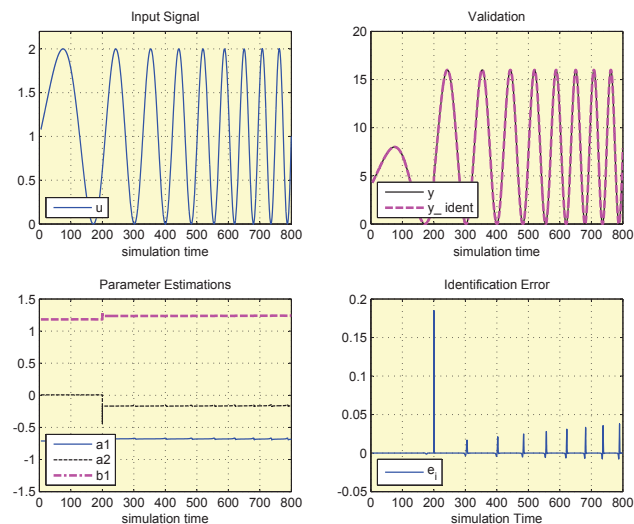 Input Signal
2
1.5
1
0.5
0
0 100 200 300 400 500 600 700 800
simulation time
u
Validation
20
15
10
5
0
0 100 200 300 400 500 600 700 800
simulation time
y
y_ ident
Parameter Estimations
1.5
1
0.5
0
-0.5
-1
-1.5
0 100 200 300 400 500 600 700 800
simulation time
a1
a2
b1
Identification Error
0.2
0.15
0.1
0.05
0
-0.05
0 100 200 300 400 500 600 700 800
simulation Time
e_i